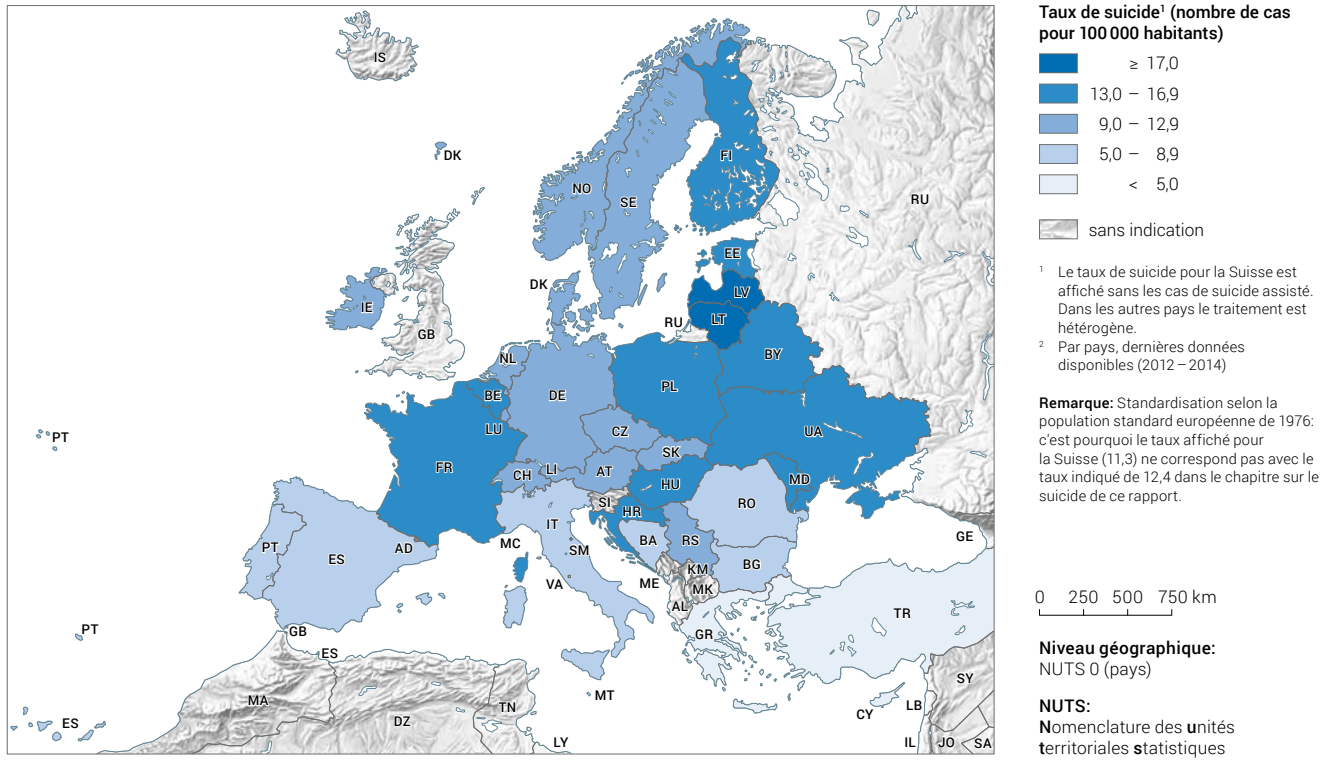 IS
DK
NO
SE
FI
RU
EE
DK
LV
IE
LT
RU
GB
BY
NL
PL
DE
BE
LU
CZ
UA
PT
SK
FR
CH
LI
AT
HU
MD
SI
RO
HR
IT
GE
PT
ES
AD
MC
SM
BA
RS
BG
KM
VA
ME
MK
AL
TR
PT
GB
GR
ES
SY
MT
MA
TN
LB
CY
ES
DZ
LY
IL
JO
SA
Taux de suicide¹ (nombre de cas
pour 100 000 habitants)
≥ 17,0
13,0 – 16,9
9,0 – 12,9
5,0 – 8,9
< 5,0
sans indication
¹ Le taux de suicide pour la Suisse est
affiché sans les cas de suicide assisté.
Dans les autres pays le traitement est
hétérogène.
² Par pays, dernières données
disponibles (2012 – 2014)
Remarque: Standardisation selon la
population standard européenne de 1976:
c'est pourquoi le taux affiché pour
la Suisse (11,3) ne correspond pas avec le
taux indiqué de 12,4 dans le chapitre sur le
suicide de ce rapport.
0 250 500 750 km
Niveau géographique:
NUTS 0 (pays)
NUTS:
Nomenclature des unités
territoriales statistiques